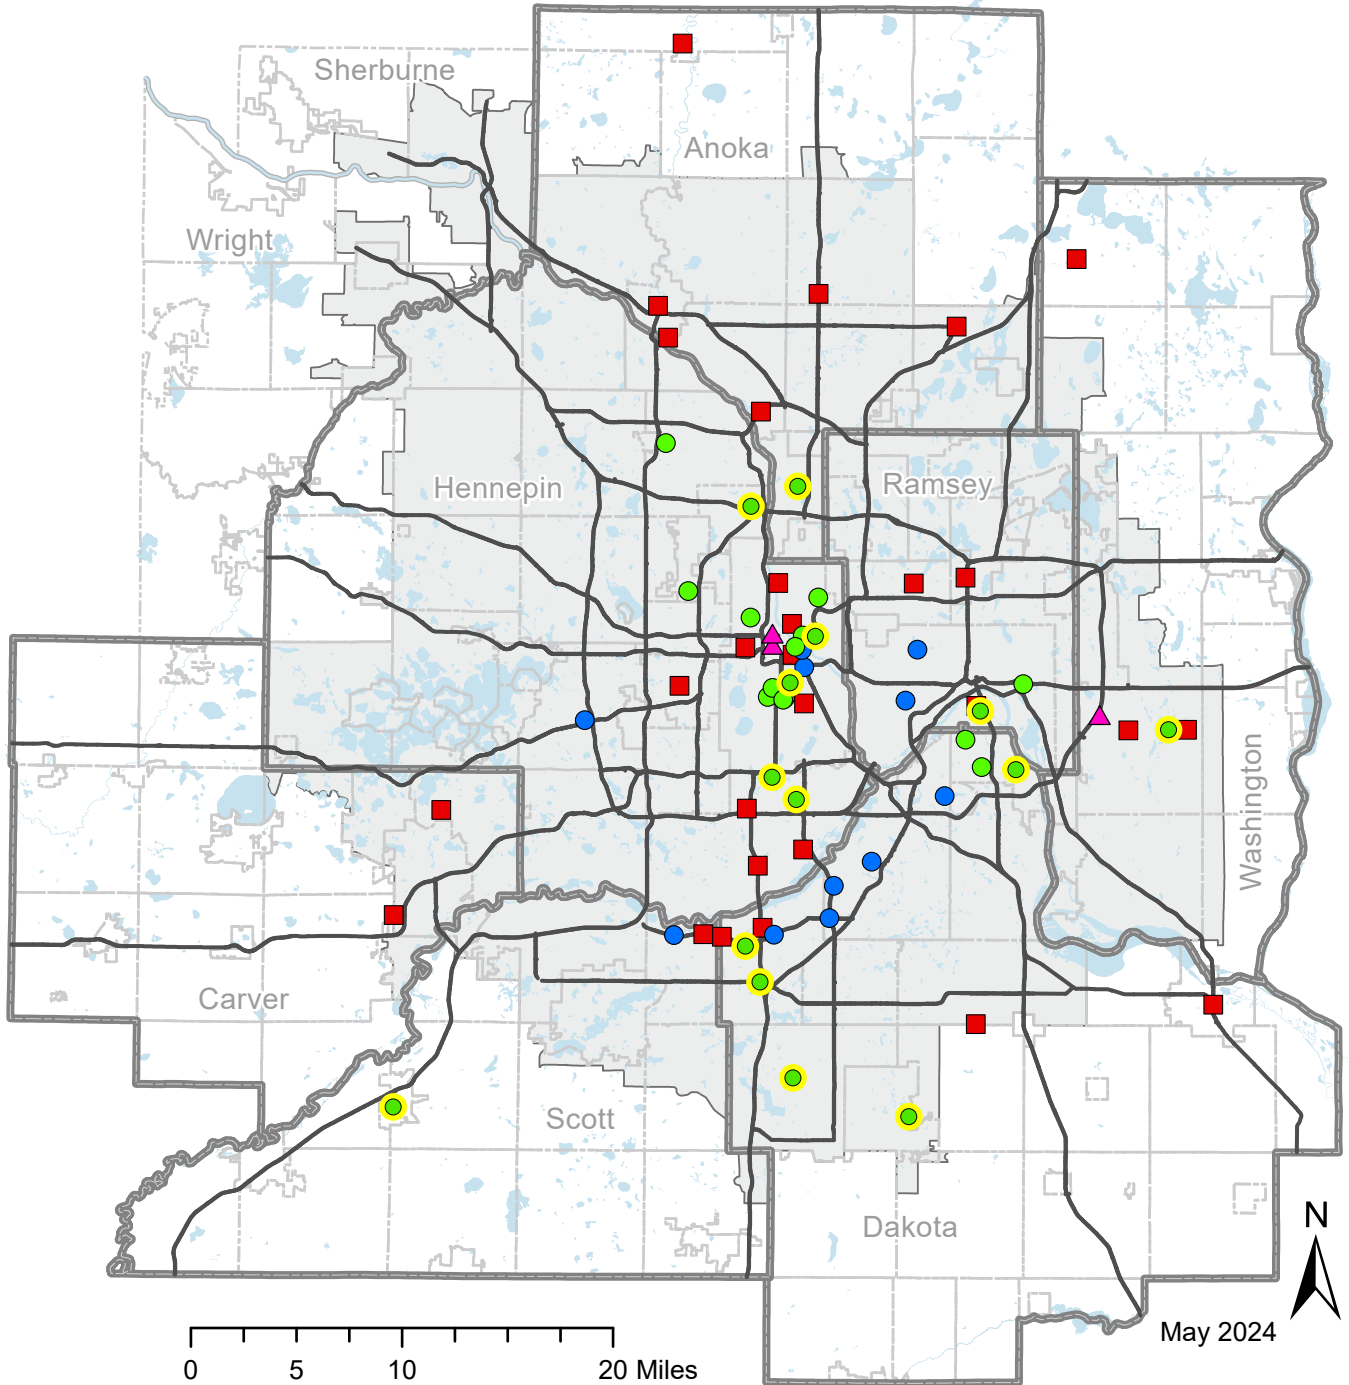 Sherburne
Anoka
Wright
Hennepin
Ramsey
Washington
Carver
Scott
Dakota
N
May 2024
0 5 10 20 Miles